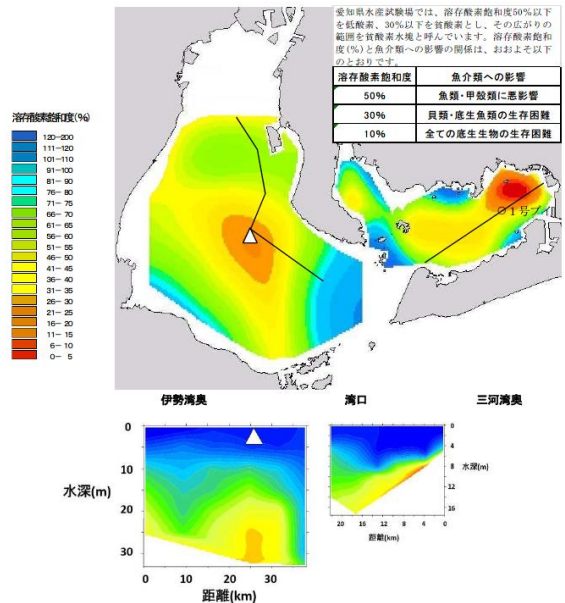 愛知県水産試験場では、溶存酸素飽和度50%以下
を低酸素、30%以下を貧酸素とし、その広がりの
範囲を貧酸素水塊と呼んでいます。溶存酸素飽和
度(%)と魚介類への影響の関係は、おおよそ以下
のとおりです。
溶存酸素飽和度 魚介類への影響
50% 魚類・甲殻類に悪影響
30% 貝類・底生魚類の生存困難
10% 全ての底生生物の生存困難
溶存酸素飽和度(%)
120-200
111-120
101-110
91-100
81- 90
76- 80
71- 75
66- 70
61- 65
56- 60
51- 55
46- 50
41- 45
36- 40
31- 35
26- 30
21- 25
16- 20
11- 15
6- 10
0- 5
1号ブイ
伊勢湾奥 湾口 三河湾奥
0
10
20
30
水深(m)
0 10 20 30
距離(km)
0
4
8
12
16
水深(m)
20 16 12 8 4 0
距離(km)